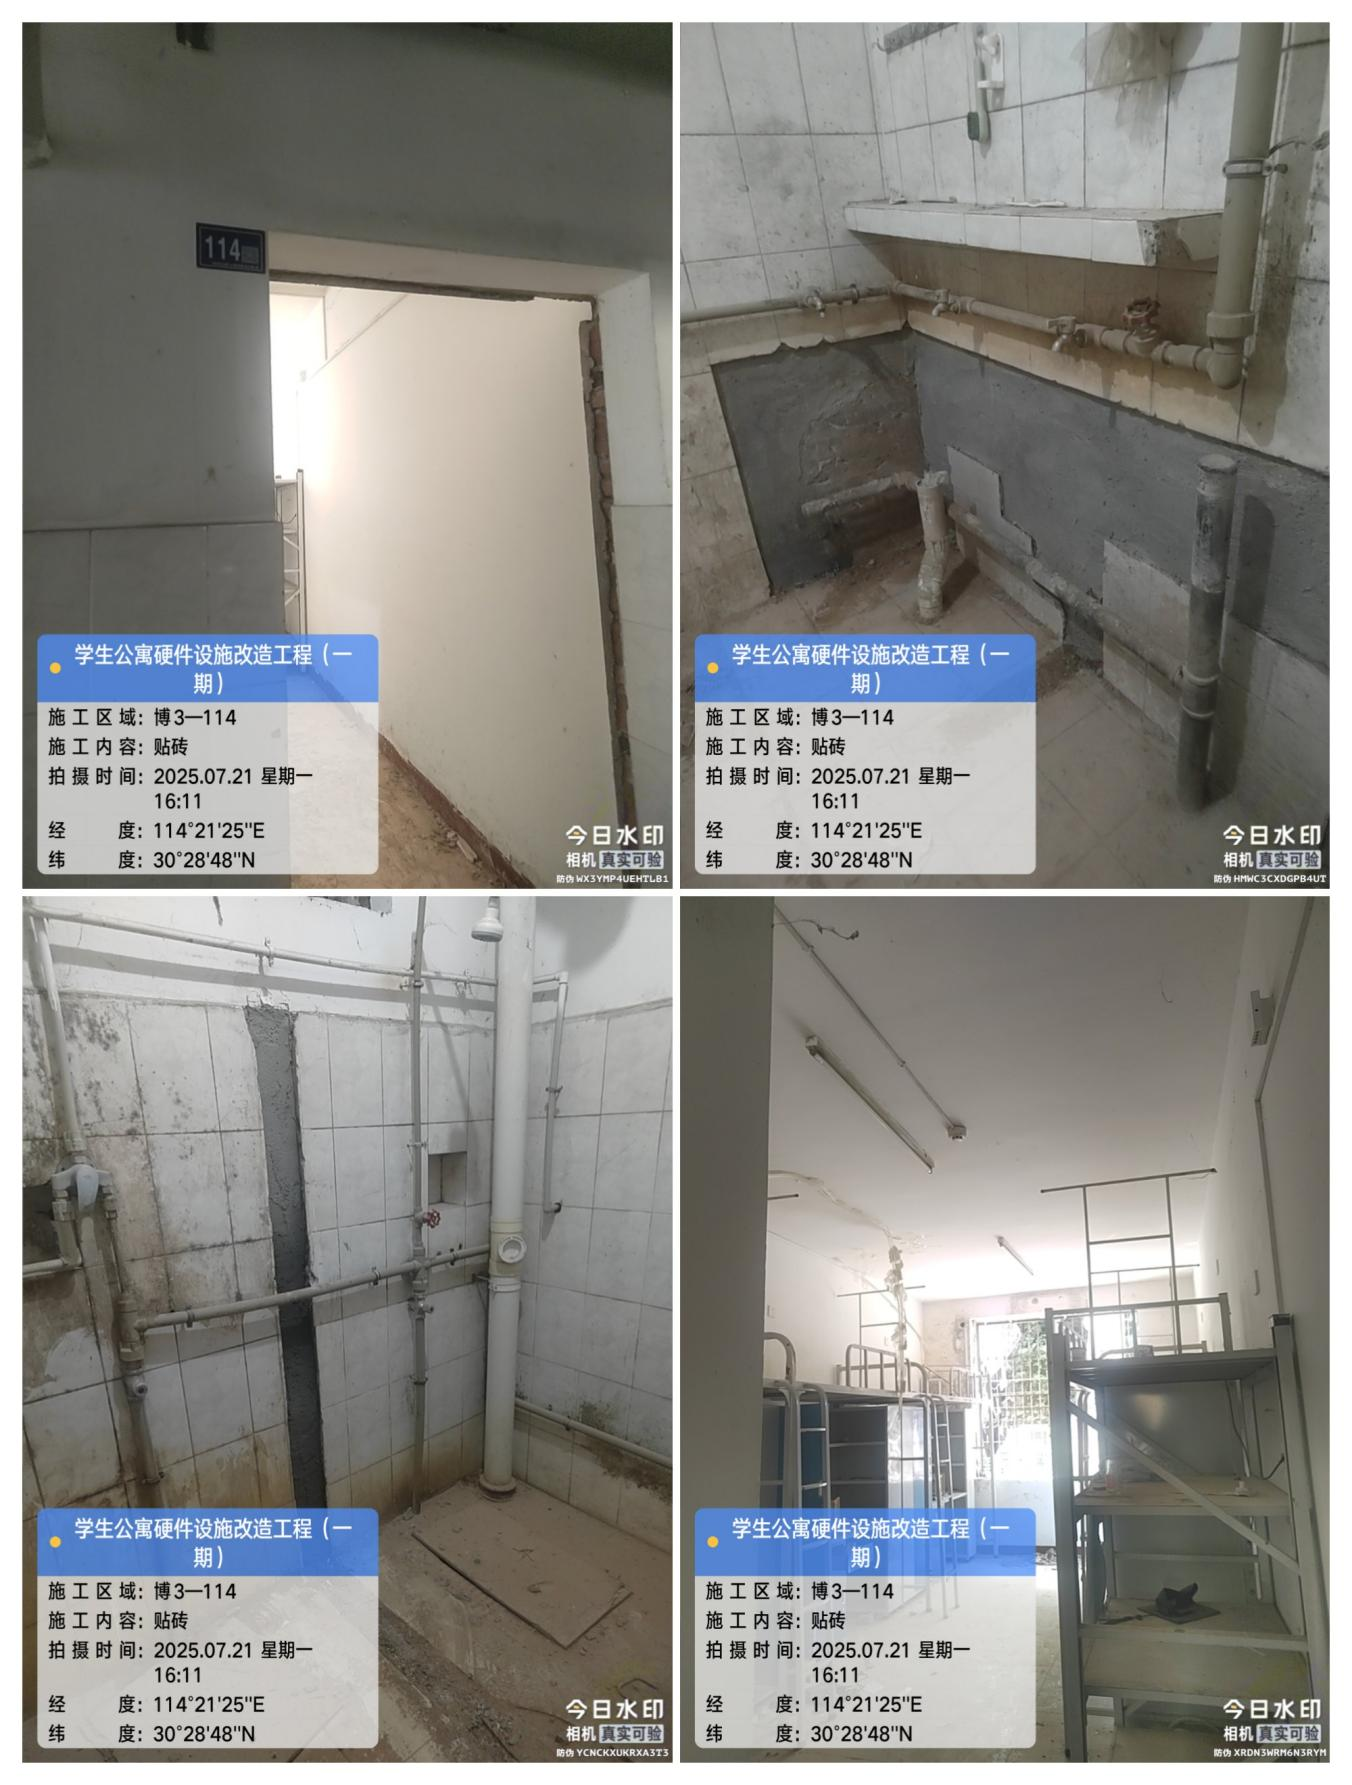 114
学生公寓硬件设施改造工程（一
期）
施工区域：博3—114
施工内容：贴砖
拍摄时间：2025.07.21 星期一
16:11
经度：114°21'25"E
纬度：30°28'48"N
今日水印
相机 真实可验
防伪 WX3YMP4UEHTLB1
学生公寓硬件设施改造工程（一
期）
施工区域：博3—114
施工内容：贴砖
拍摄时间：2025.07.21 星期一
16:11
经度：114°21'25"E
纬度：30°28'48"N
今日水印
相机 真实可验
防伪 HMWC3CXDGPB4UT
学生公寓硬件设施改造工程（一
期）
施工区域：博3—114
施工内容：贴砖
拍摄时间：2025.07.21 星期一
16:11
经度：114°21'25"E
纬度：30°28'48"N
今日水印
相机 真实可验
防伪 YCNCKXUKRXA3T3
学生公寓硬件设施改造工程（一
期）
施工区域：博3—114
施工内容：贴砖
拍摄时间：2025.07.21 星期一
16:11
经度：114°21'25"E
纬度：30°28'48"N
今日水印
相机 真实可验
防伪 XRDN3WRM6N3RYM